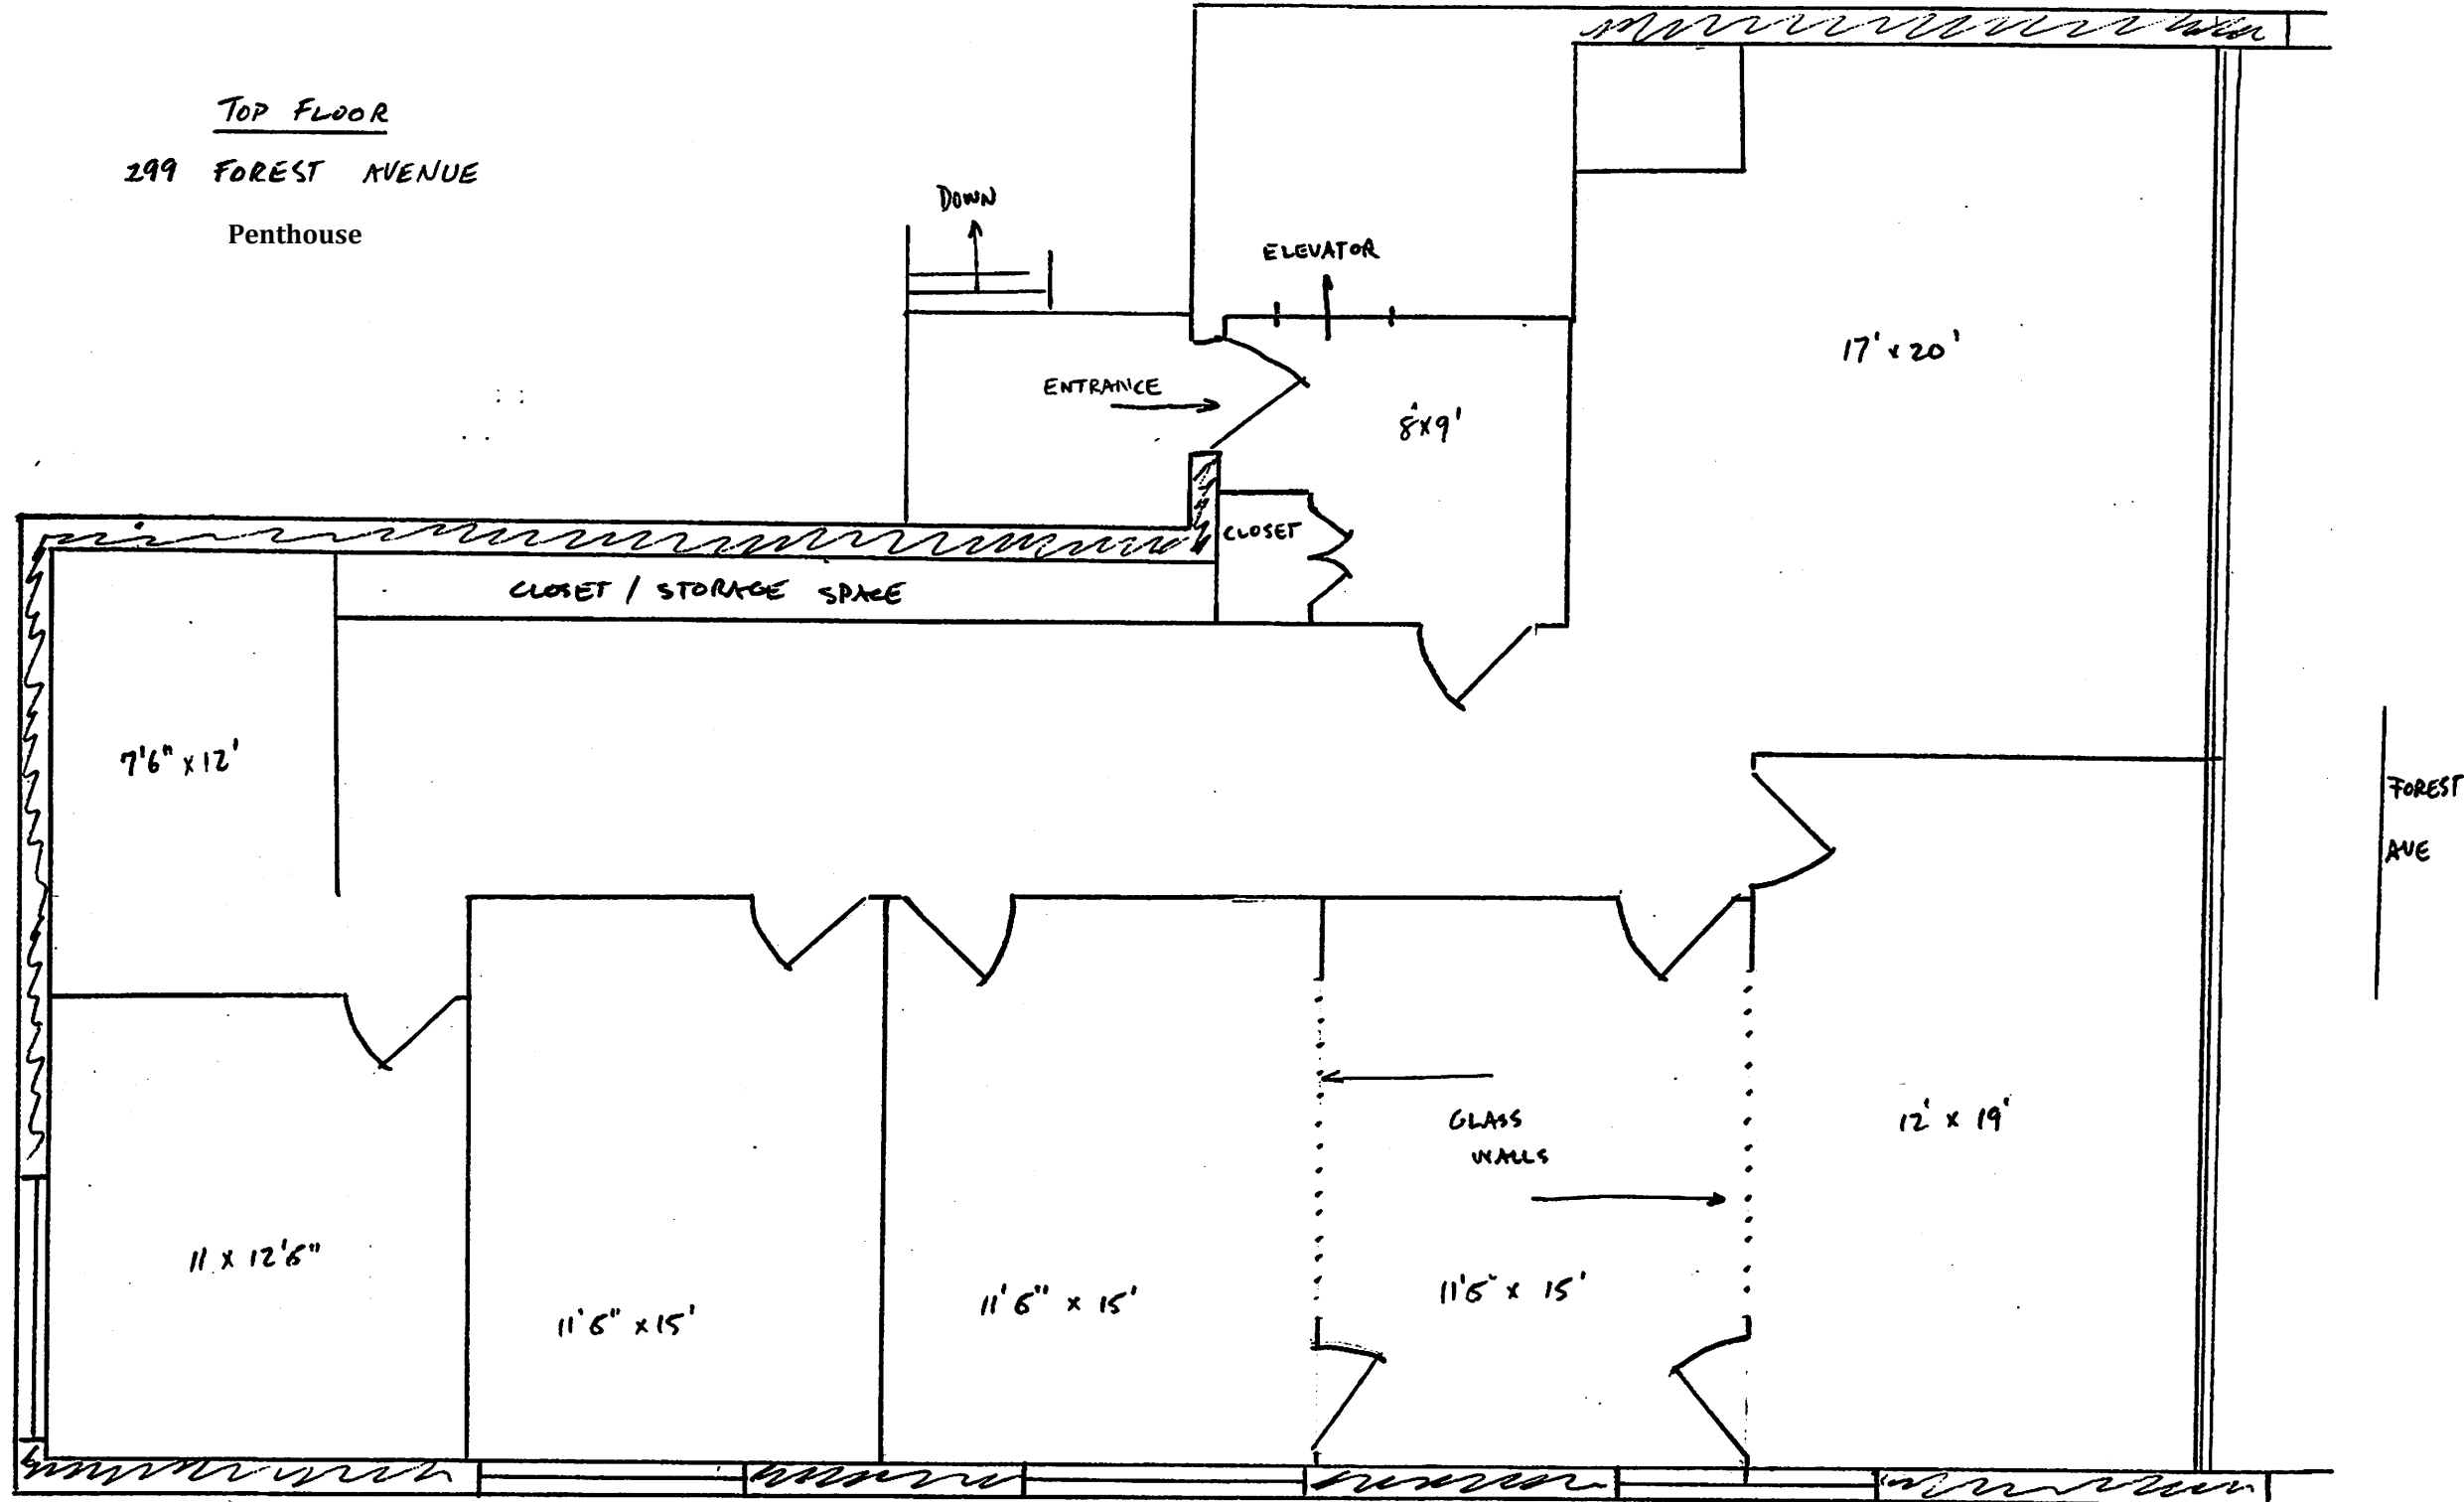 TOP FLOOR
299 FOREST AVENUE
Penthouse
DOWN
ELEVATOR
17' x 20'
ENTRANCE
8' x 9'
CLOSET
CLOSET / STORAGE SPACE
7'6" x 12'
FOREST
AVE
GLASS
WALLS
12' x 19'
11 x 12'6"
11'6" x 15'
11'6" x 15'
11'6" x 15'